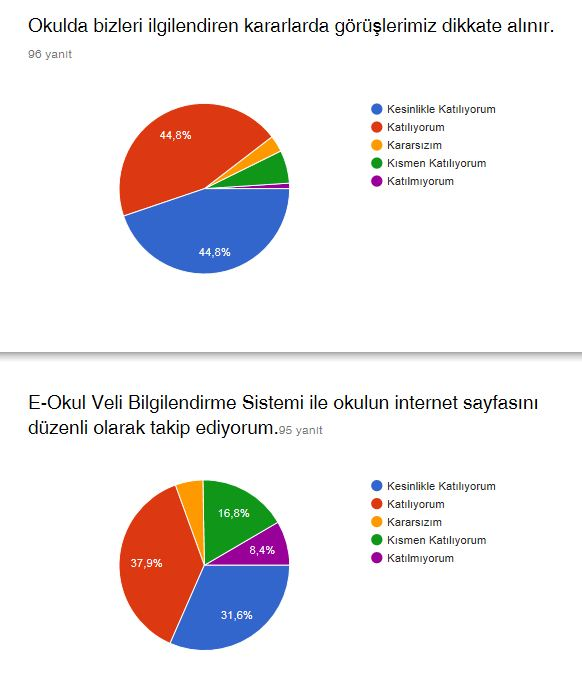 Okulda bizleri ilgilendiren kararlarda görüşlerimiz dikkate alınır.
96 yanıt
44,8%
44,8%
Kesinlikle Katılıyorum
Katılıyorum
Kararsızım
Kısmen Katılıyorum
Katılmıyorum
E-Okul Veli Bilgilendirme Sistemi ile okulun internet sayfasını
düzenli olarak takip ediyorum.95 yanıt
16,8%
8,4%
37,9%
31,6%
Kesinlikle Katılıyorum
Katılıyorum
Kararsızım
Kısmen Katılıyorum
Katılmıyorum